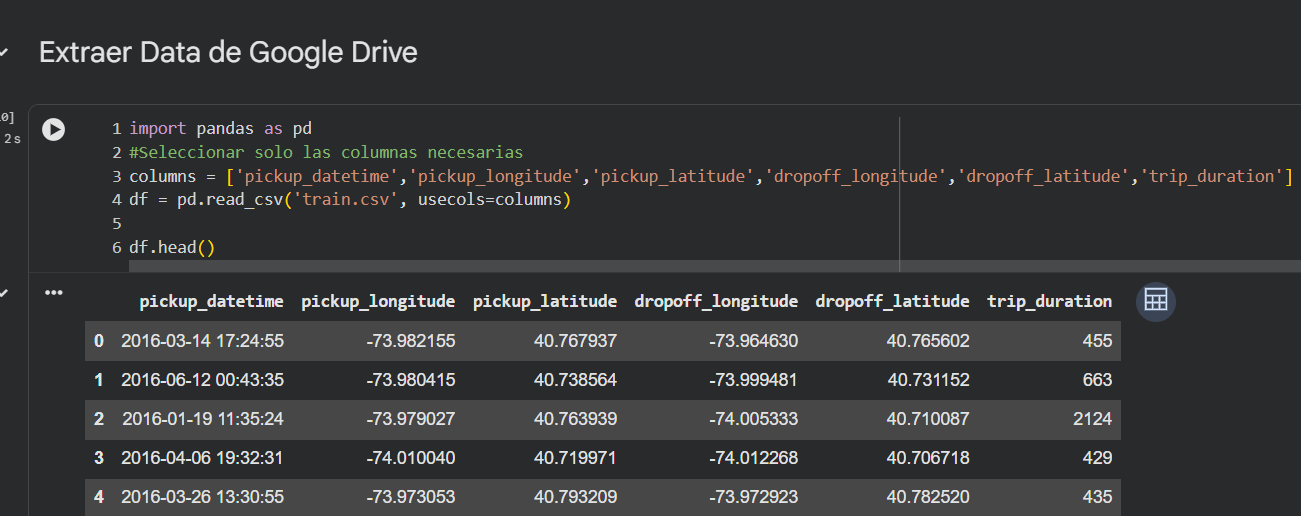 Extraer Data de Google Drive
2s
1 import pandas as pd
2 #Seleccionar solo las columnas necesarias
3 columns = ['pickup_datetime','pickup_longitude','pickup_latitude','dropoff_longitude','dropoff_latitude','trip_duration']
4 df = pd.read_csv('train.csv', usecols=columns)
5
6 df.head()
pickup_datetime pickup_longitude pickup_latitude dropoff_longitude dropoff_latitude trip_duration
0 2016-03-14 17:24:55 -73.982155 40.767937 -73.964630 40.765602 455
1 2016-06-12 00:43:35 -73.980415 40.738564 -73.999481 40.731152 663
2 2016-01-19 11:35:24 -73.979027 40.763939 -74.005333 40.710087 2124
3 2016-04-06 19:32:31 -74.010040 40.719971 -74.012268 40.706718 429
4 2016-03-26 13:30:55 -73.973053 40.793209 -73.972923 40.782520 435